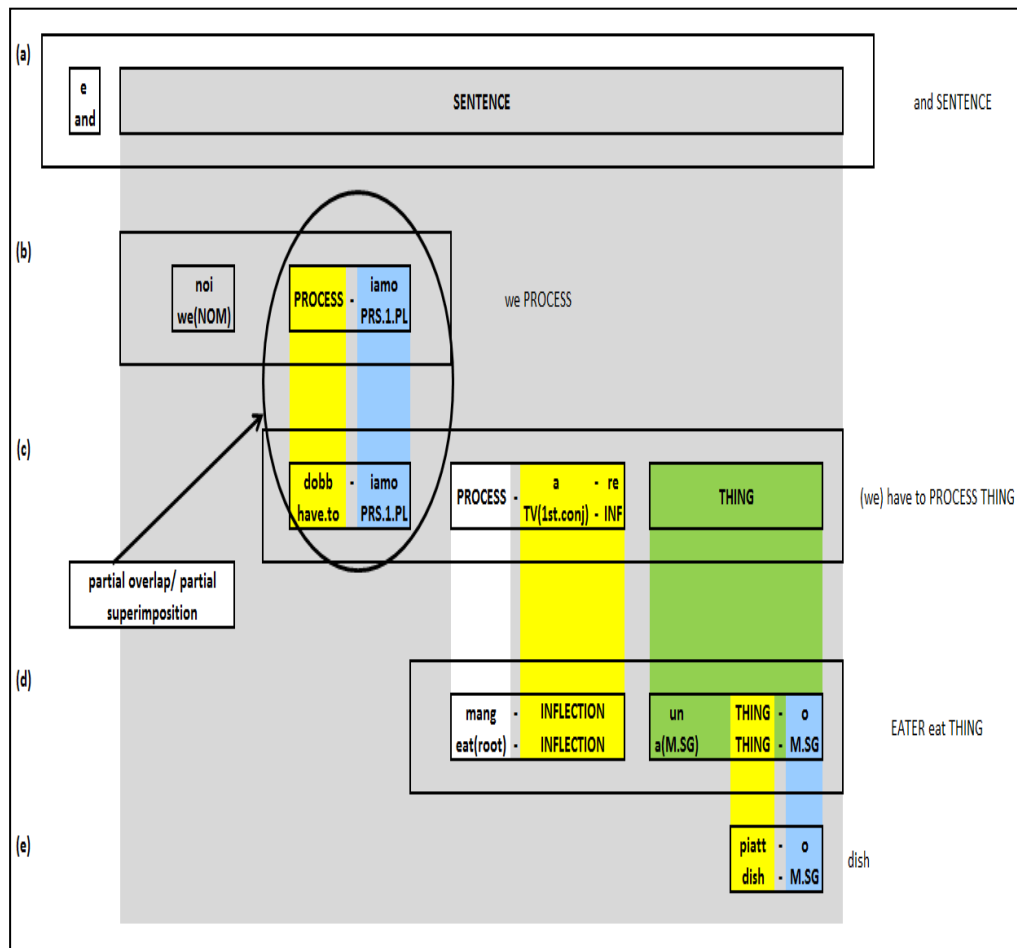 (a)
e
and
SENTENCE
and SENTENCE
(b)
noi
we(NOM)
PROCESS - iamo
PRS.1.PL
we PROCESS
(c)
dobb - iamo
have.to PRS.1.PL
PROCESS - a - re
TV(1st.conj) - INF
THING
(we) have to PROCESS THING
partial overlap/ partial
superimposition
(d)
mang - INFLECTION
eat(root) - INFLECTION
un THING - o
a(M.SG) THING - M.SG
EATER eat THING
(e)
piatt - o
dish - M.SG
dish